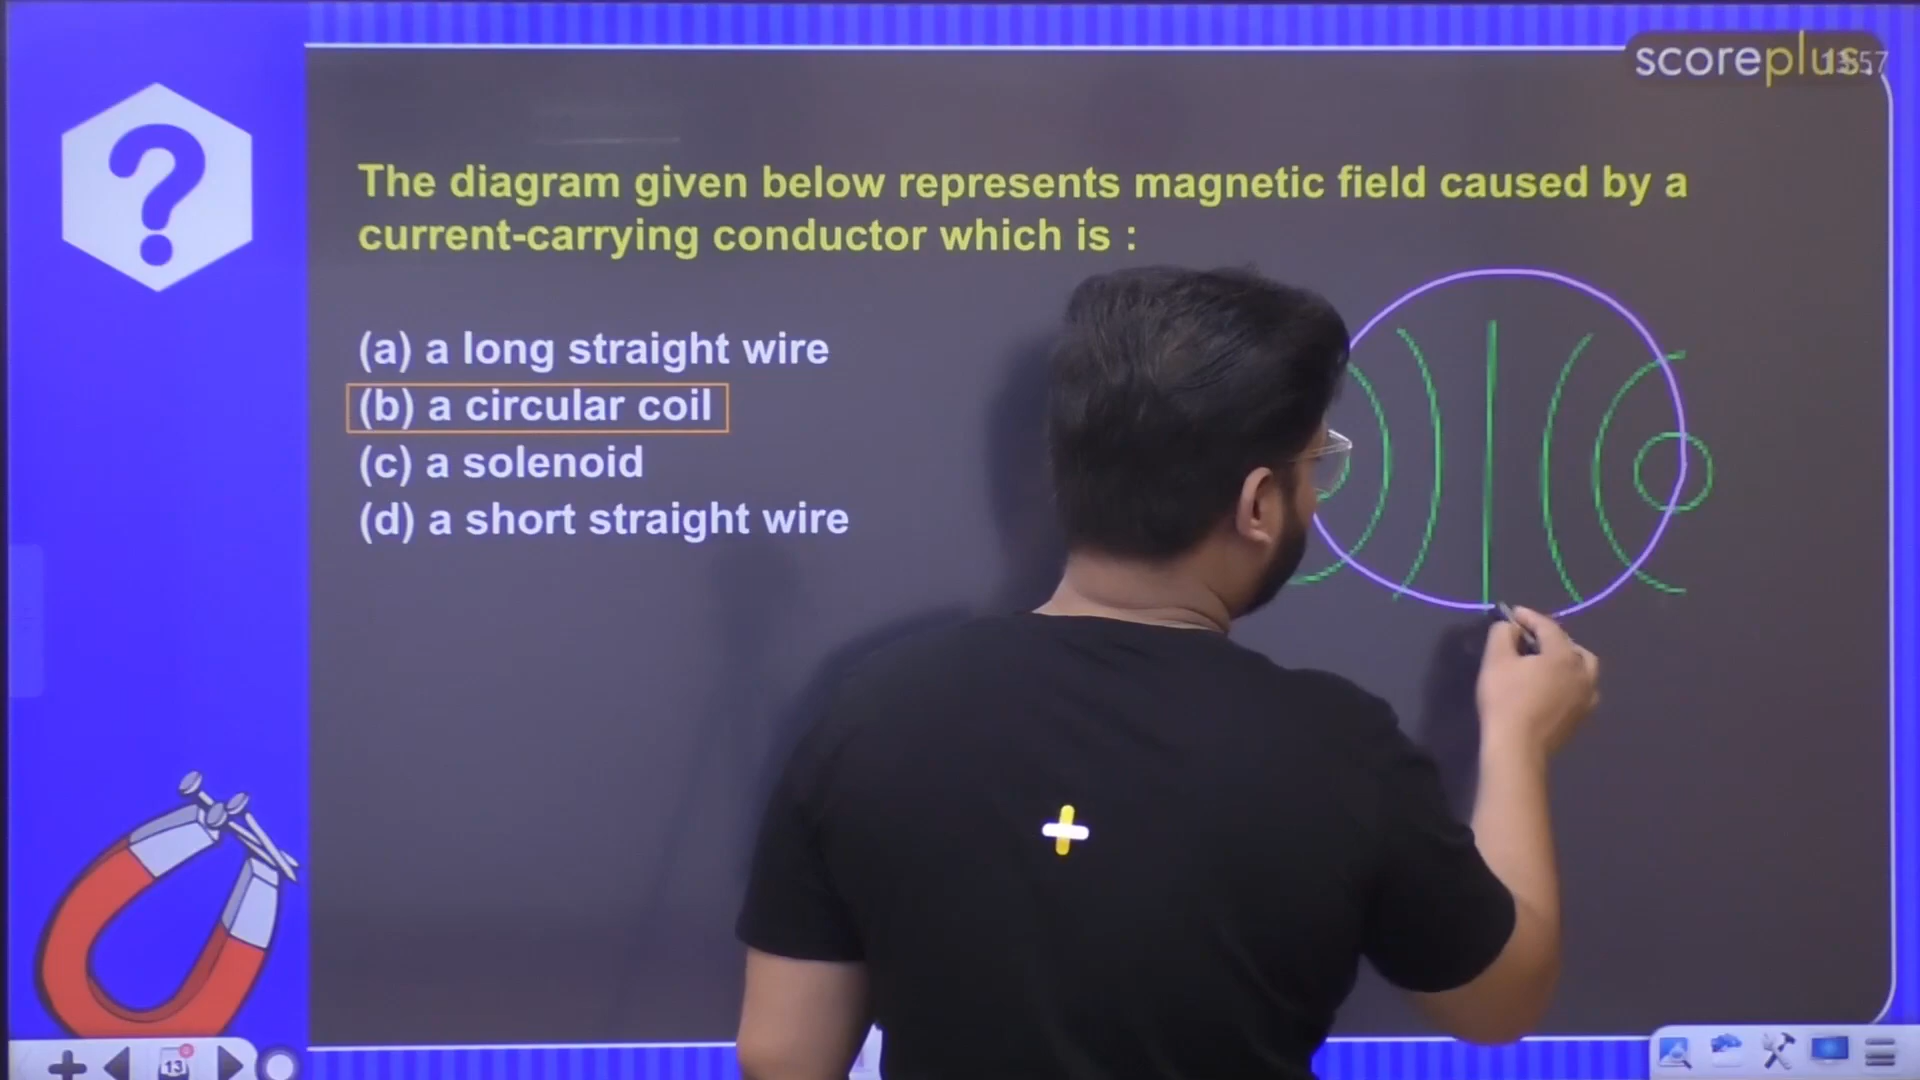 scoreplus.
The diagram given below represents magnetic field caused by a
current-carrying conductor which is :
(a) a long straight wire
(b) a circular coil
(c) a solenoid
(d) a short straight wire
13